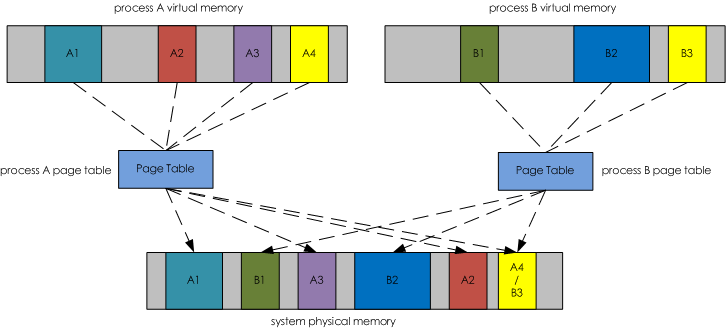 process A virtual memory
process B virtual memory
A1
A2
A3
A4
B1
B2
B3
process A page table
Page Table
Page Table
process B page table
A1
B1
A3
B2
A2
A4
/
B3
system physical memory